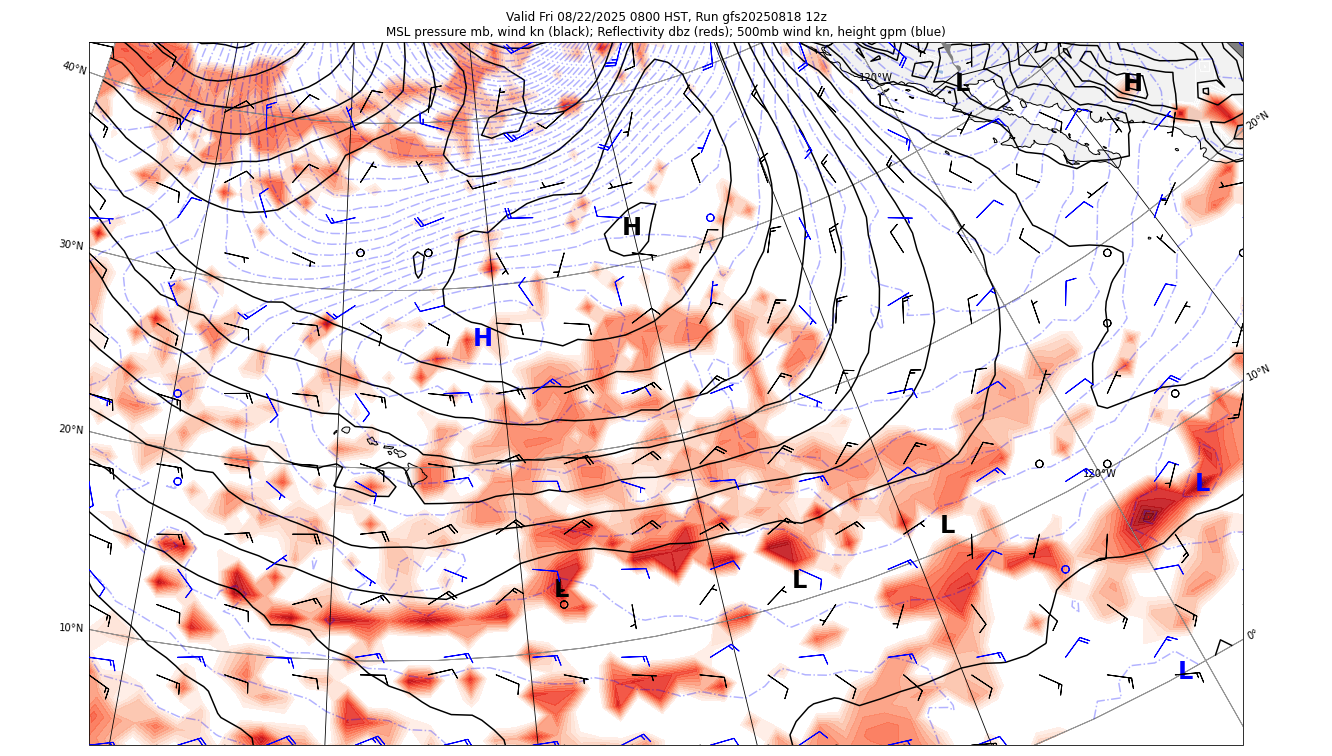 Valid Fri 08/22/2025 0800 HST, Run gfs20250818 12z
MSL pressure mb, wind kn (black); Reflectivity dbz (reds); 500mb wind kn, height gpm (blue)
40°N
120°W
L
H
20°N
30°N
H
H
10°N
20°N
120°W
L
L
L
L
10°N
0°
L